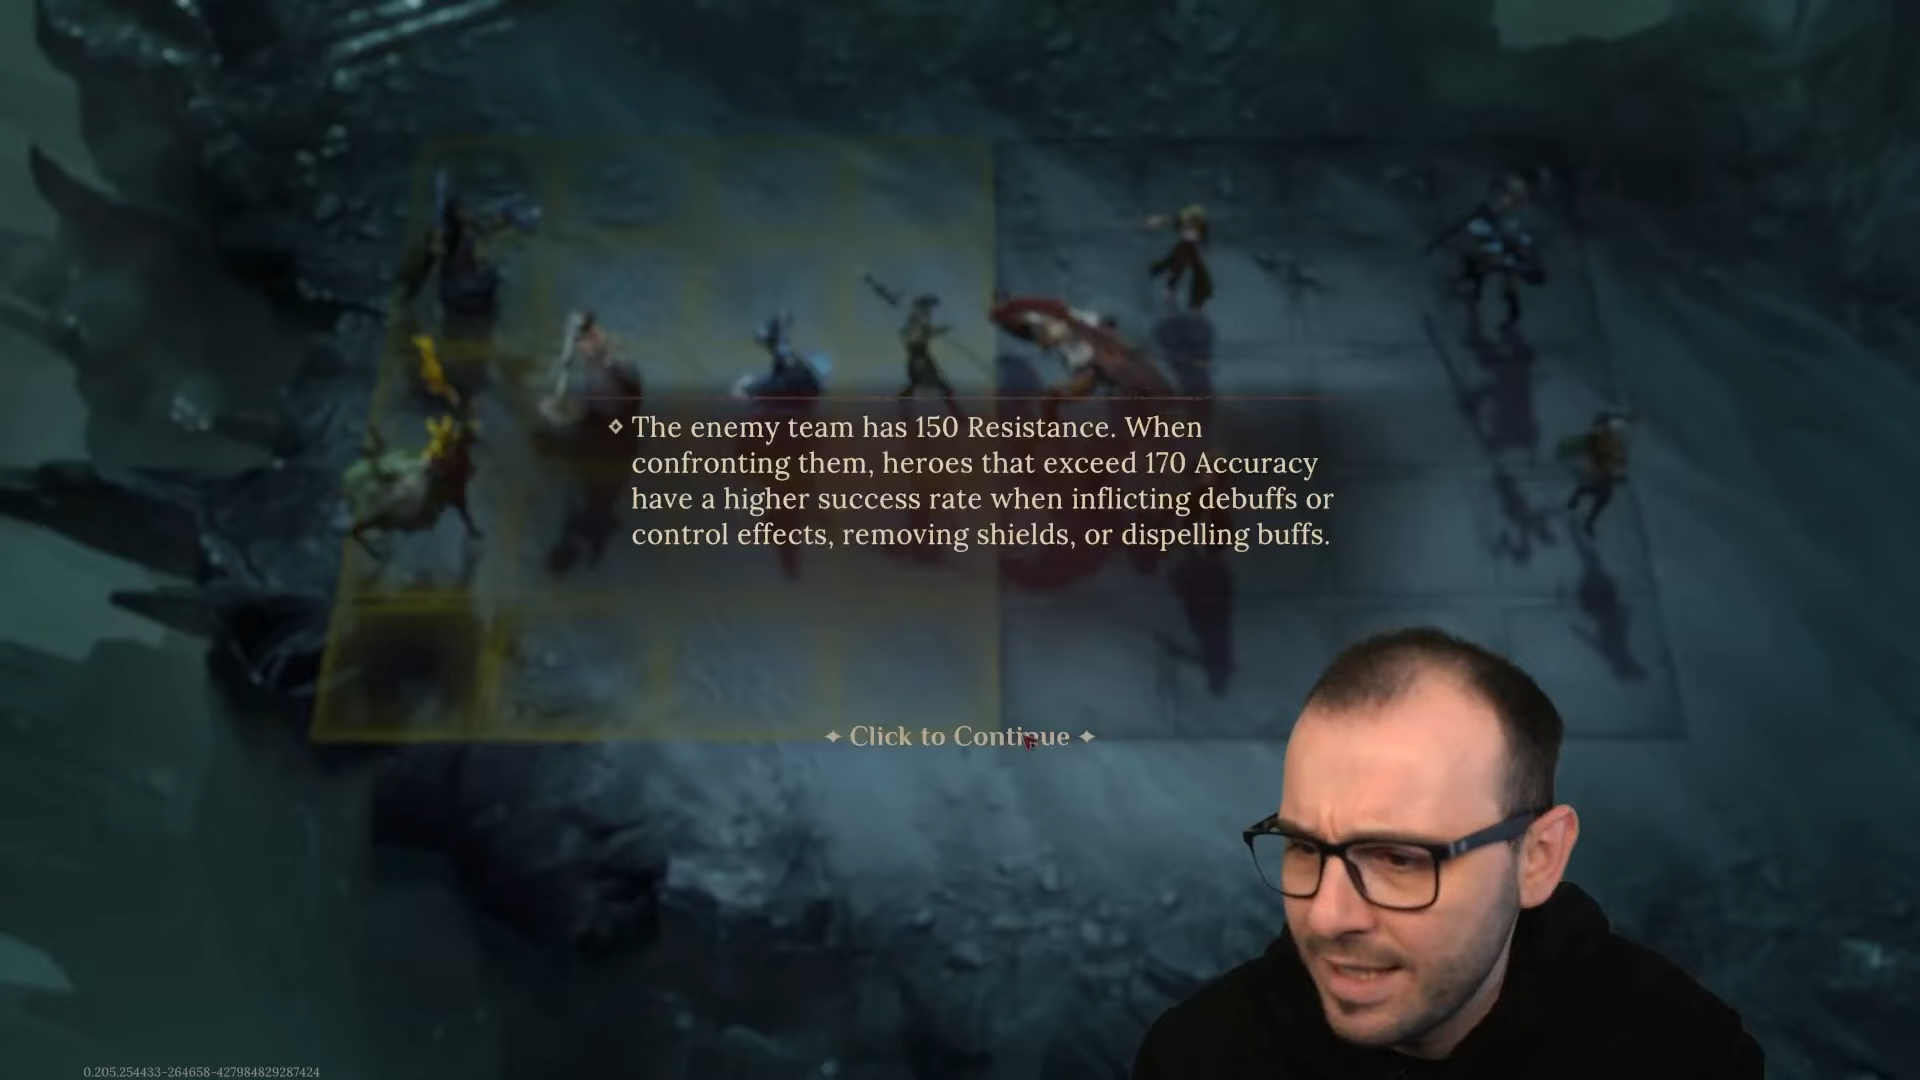 The enemy team has 150 Resistance. When
confronting them, heroes that exceed 170 Accuracy
have a higher success rate when inflicting debuffs or
control effects, removing shields, or dispelling buffs.
Click to Continue
0.205.254433-264658-427984829287424